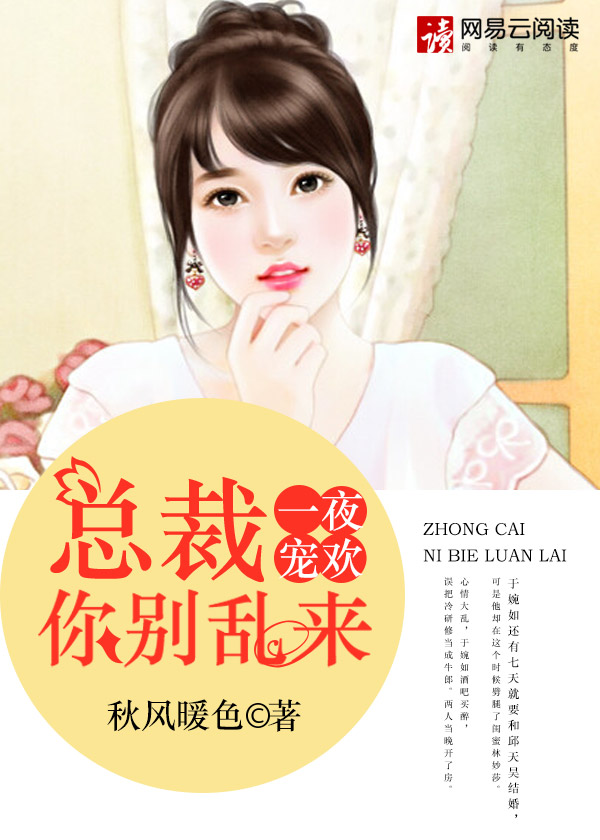 读
网易云阅读
阅读有态度
总裁
一夜
宠欢
你别乱来
秋风暖色©著
ZHONG CAI
NI BIE LUAN LAI
于婉如还有七天就要和邱天昊结婚，
可是他却在这个时候劈腿了闺蜜林妙莎。
心情大乱，于婉如酒吧买醉，
误把冷研修当成牛郎。两人当晚开了房。